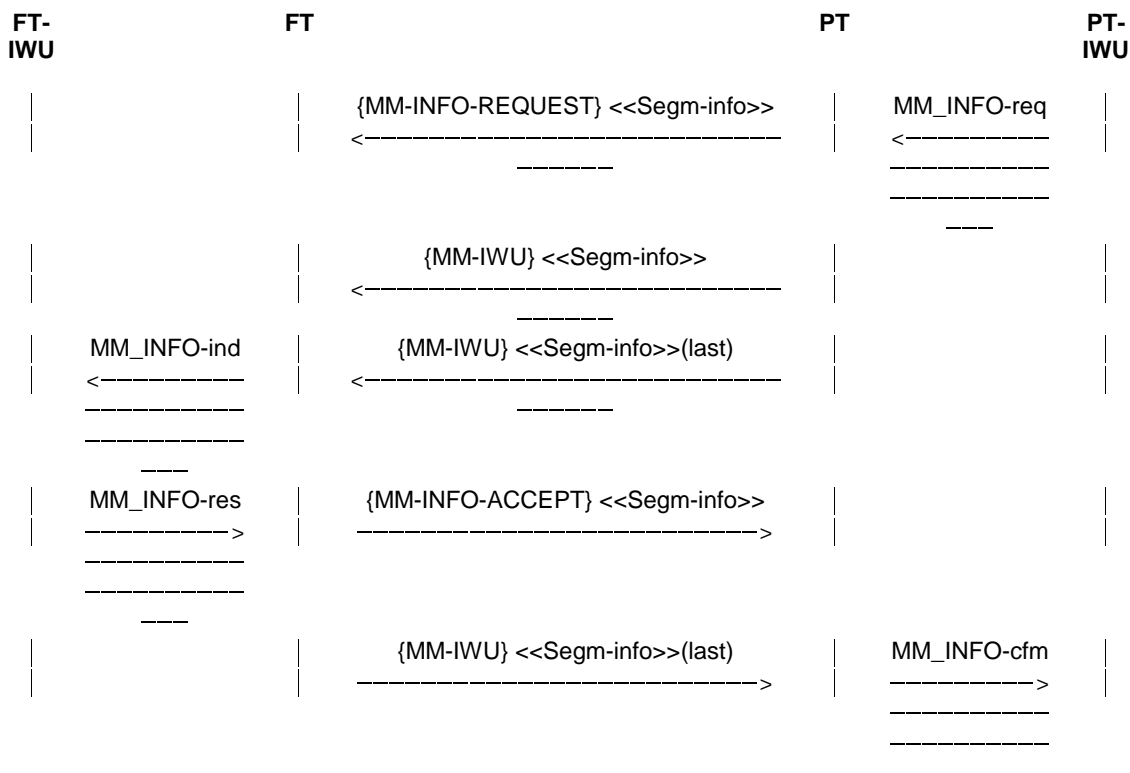 FT-IWU FT PT PT-IWU
{MM-INFO-REQUEST} <<Segm-info>> MM_INFO-req
{MM-IWU} <<Segm-info>>
MM_INFO-ind {MM-IWU} <<Segm-info>>(last)
MM_INFO-res {MM-INFO-ACCEPT} <<Segm-info>>
{MM-IWU} <<Segm-info>>(last) MM_INFO-cfm